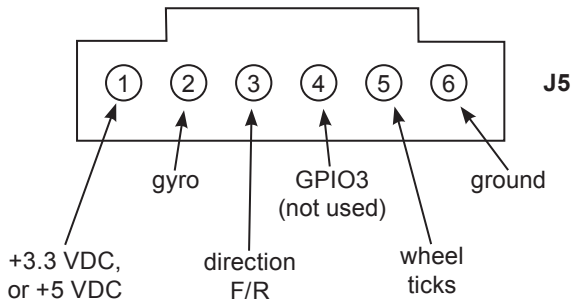 1 2 3 4 5 6 J5
gyro
GPIO3
(not used)
ground
+3.3 VDC,
or +5 VDC
direction
F/R
wheel
ticks